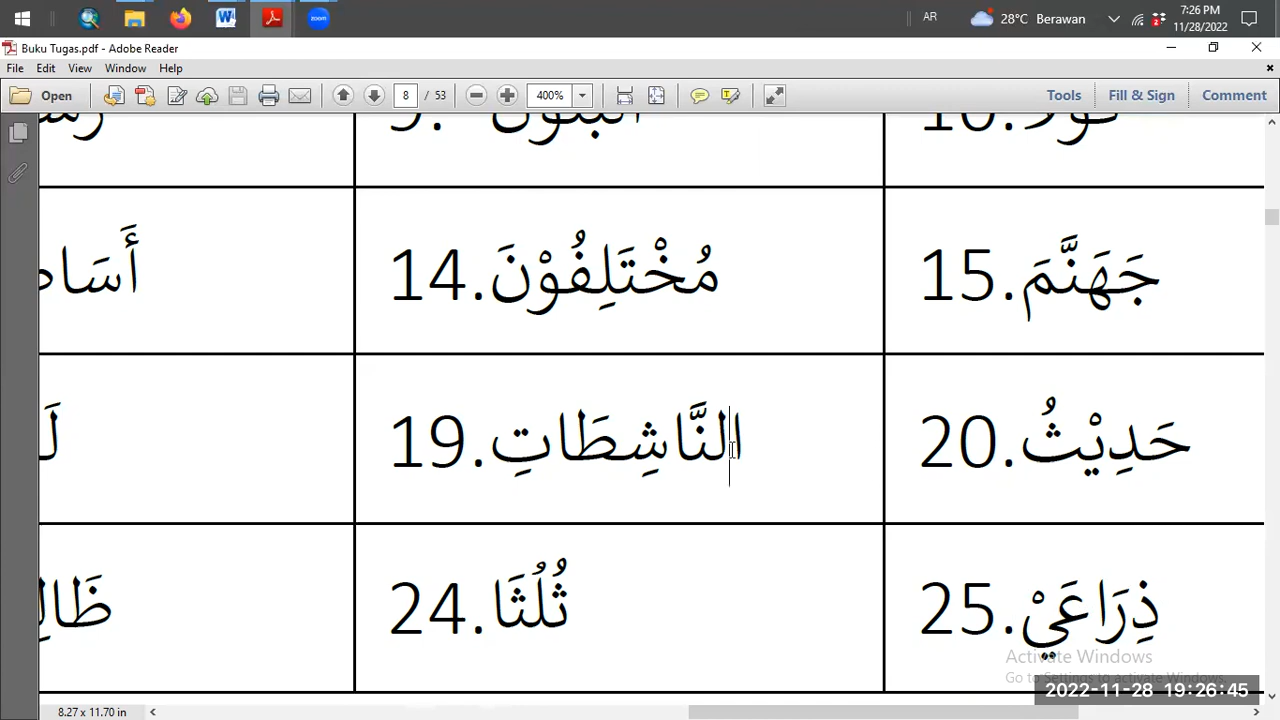 AR
28°C Berawan
7:26 PM
11/28/2022
zoom
Buku Tugas.pdf - Adobe Reader
File Edit View Window Help
Open 8 / 53 400% Tools Fill & Sign Comment
14. مُخْتَلِفُوْنَ
15. جَهَنَّمَ
19. النَّاشِطَاتِ
20. حَدِيْثُ
24. ثُلُثَا
25. ذِرَاعَيْ
Activate Windows
Go to Settings to activate Windows.
2022-11-28 19:26:45
8.27 x 11.70 in